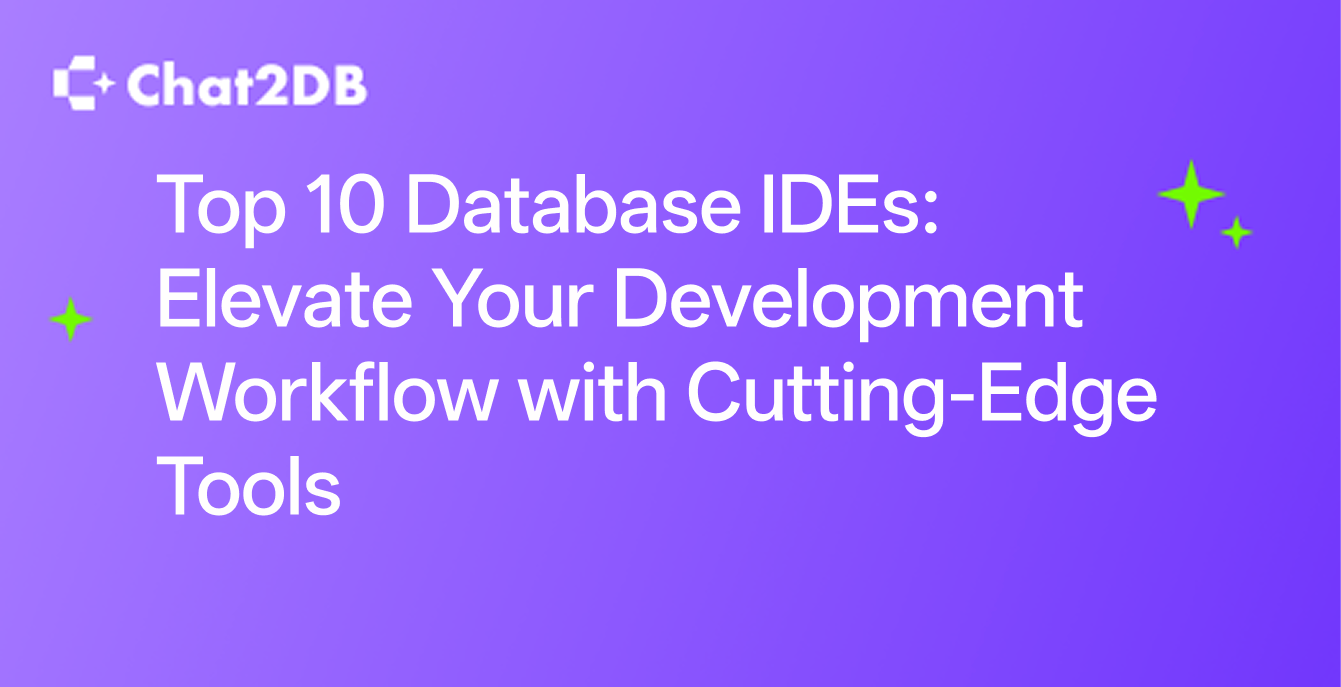 Chat2DB
Top 10 Database IDEs:
Elevate Your Development
Workflow with Cutting-Edge
Tools